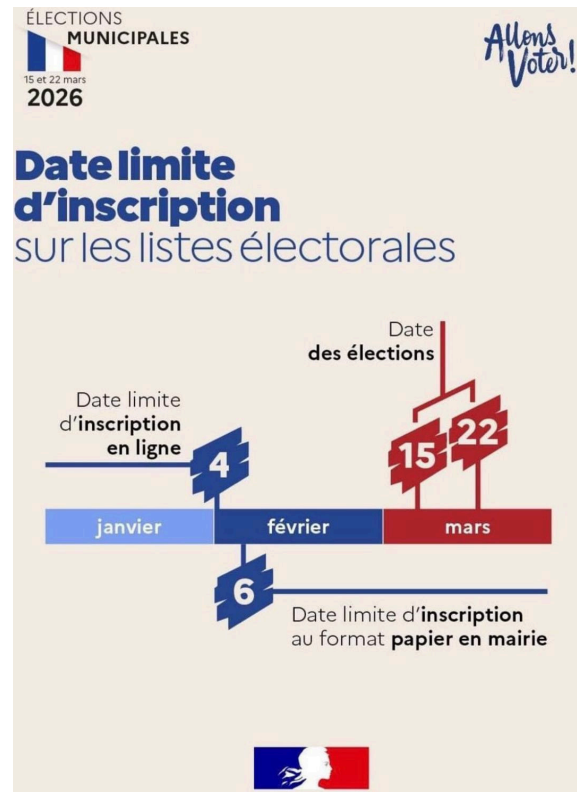 ÉLECTIONS
MUNICIPALES
15 et 22 mars
2026
Allons
Voter!
Date limite
d'inscription
sur les listes électorales
Date
des élections
Date limite
d'inscription
en ligne
4
15
22
janvier
février
mars
6
Date limite d'inscription
au format papier en mairie